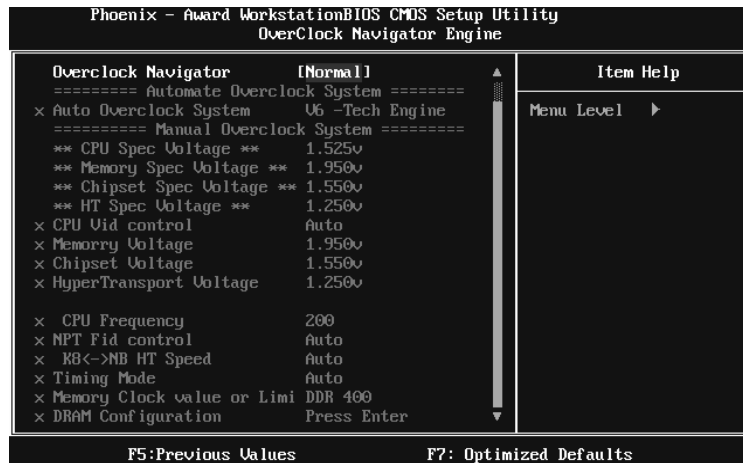 Phoenix - Award WorkstationBIOS CMOS Setup Utility
OverClock Navigator Engine
Overclock Navigator [Normal]
========= Automate Overclock System ========
x Auto Overclock System V6 -Tech Engine
========== Manual Overclock System =========
** CPU Spec Voltage ** 1.525v
** Memory Spec Voltage ** 1.950v
** Chipset Spec Voltage ** 1.550v
** HT Spec Voltage ** 1.250v
x CPU Vid control Auto
x Memorry Voltage 1.950v
x Chipset Voltage 1.550v
x HyperTransport Voltage 1.250v
x CPU Frequency 200
x NPT Fid control Auto
x K8<->NB HT Speed Auto
x Timing Mode Auto
x Memory Clock value or Limi DDR 400
x DRAM Configuration Press Enter
Item Help
Menu Level
F5:Previous Values F7: Optimized Defaults